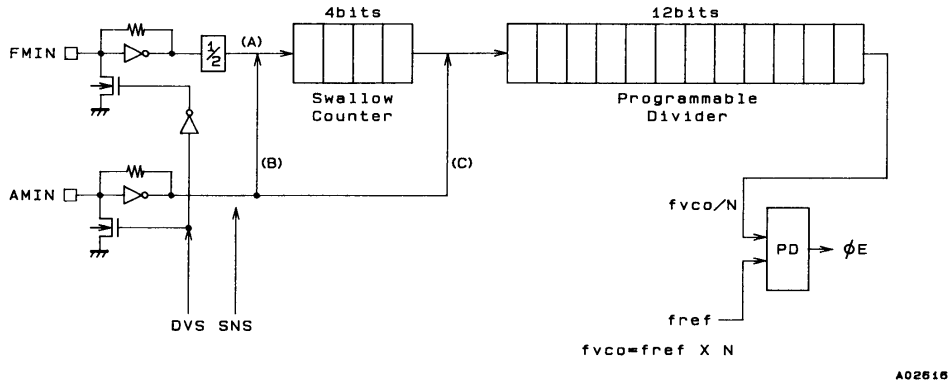 4bits
12bits
FMIN
1/2
(A)
Swallow
Counter
Programmable
Divider
(B)
(C)
AMIN
fvco/N
PD
ϕE
DVS SNS
fref
fvco=fref X N
A02616